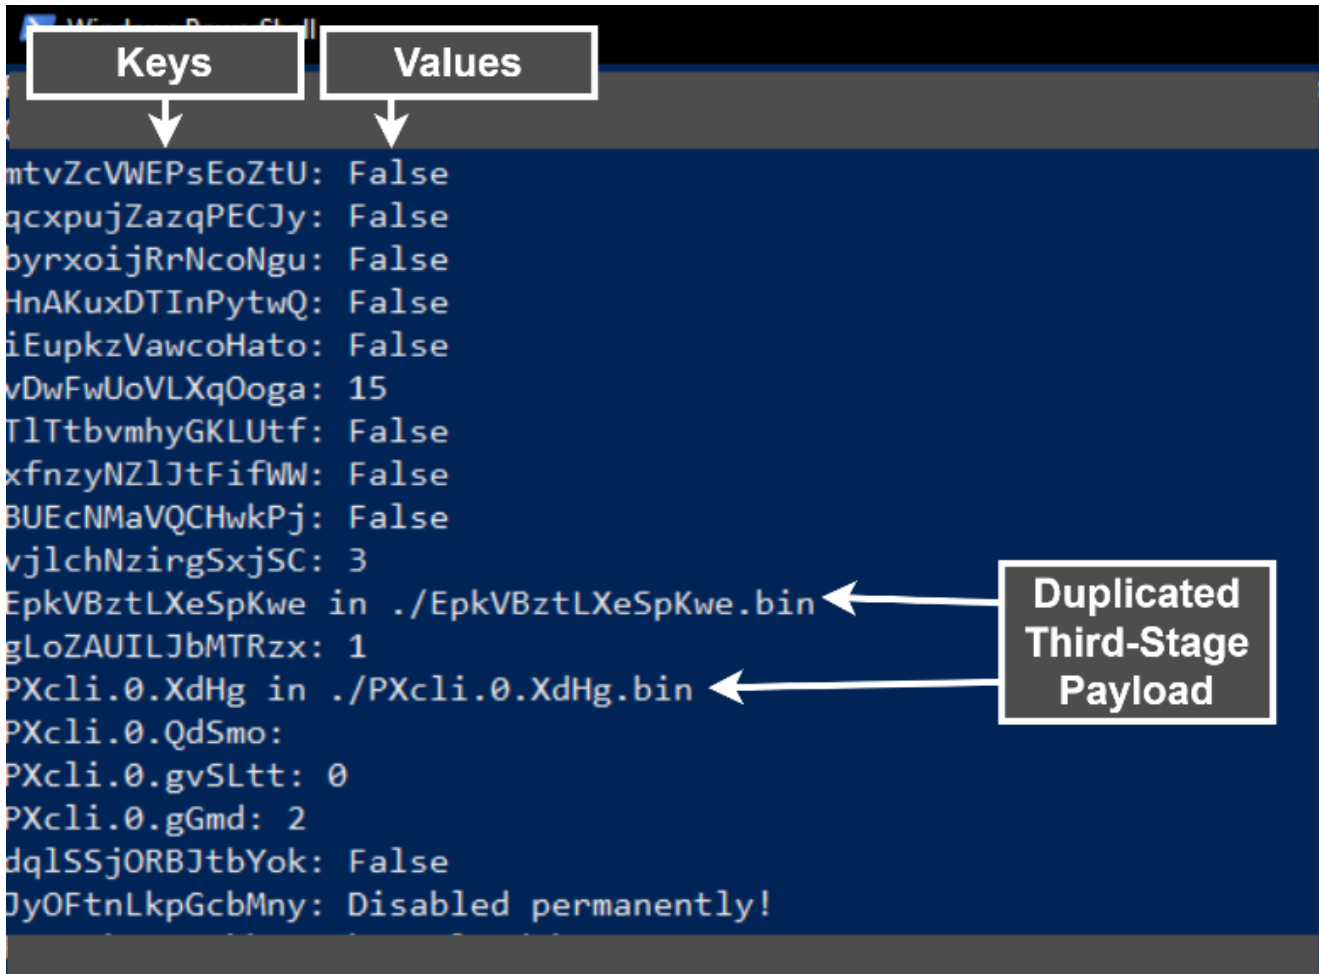 Windows PowerShell
Keys
Values
mtvZcVWEPsEoZtU: False
qcxpujZazqPECJy: False
byrxoijRrNcoNgu: False
HnAKuxDTInPytwQ: False
iEupkzVawcoHato: False
vDwFwUoVLXqOoga: 15
TlTtbvmhyGKLUtf: False
xfnzyNZlJtFifWW: False
BUEcNMaVQCHwkPj: False
vjlchNzirgSxjSC: 3
EpkVBztLXeSpKwe in ./EpkVBztLXeSpKwe.bin
gLoZAUILJbMTRzx: 1
PXcli.0.XdHg in ./PXcli.0.XdHg.bin
PXcli.0.QdSmo:
PXcli.0.gvSLtt: 0
PXcli.0.gGmd: 2
dqlSSjORBJtbYok: False
JyOFtnLkpGcbMny: Disabled permanently!
Duplicated
Third-Stage
Payload